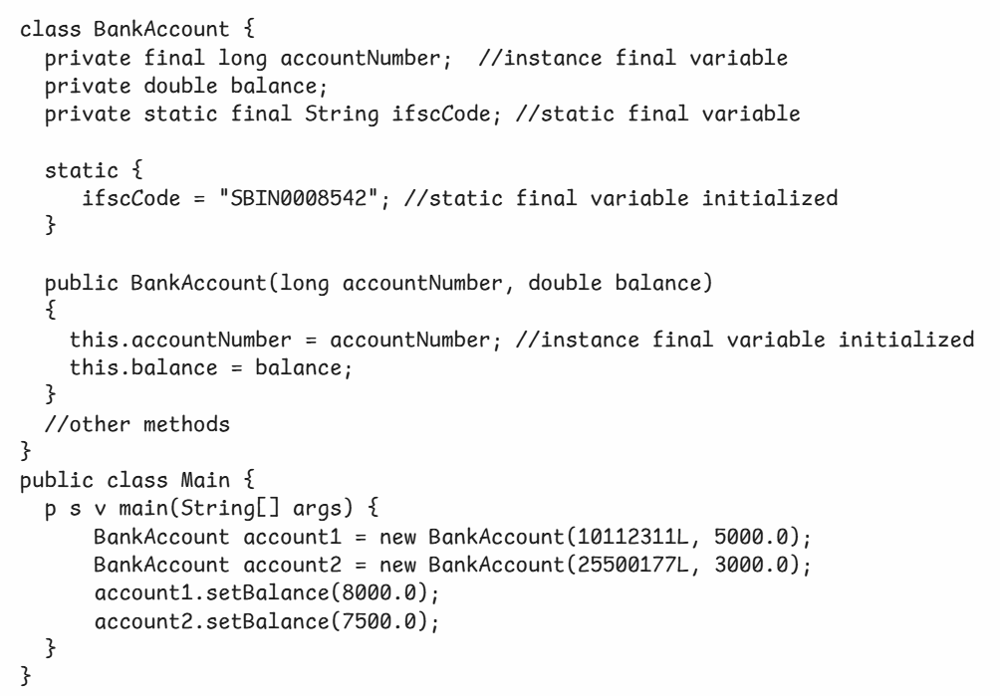 class BankAccount {
private final long accountNumber;  //instance final variable
private double balance;
private static final String ifscCode; //static final variable
static {
ifscCode = "SBIN0008542"; //static final variable initialized
}
public BankAccount(long accountNumber, double balance)
{
this.accountNumber = accountNumber; //instance final variable initialized
this.balance = balance;
}
//other methods
}
public class Main {
p s v main(String[] args) {
BankAccount account1 = new BankAccount(10112311L, 5000.0);
BankAccount account2 = new BankAccount(25500177L, 3000.0);
account1.setBalance(8000.0);
account2.setBalance(7500.0);
}
}